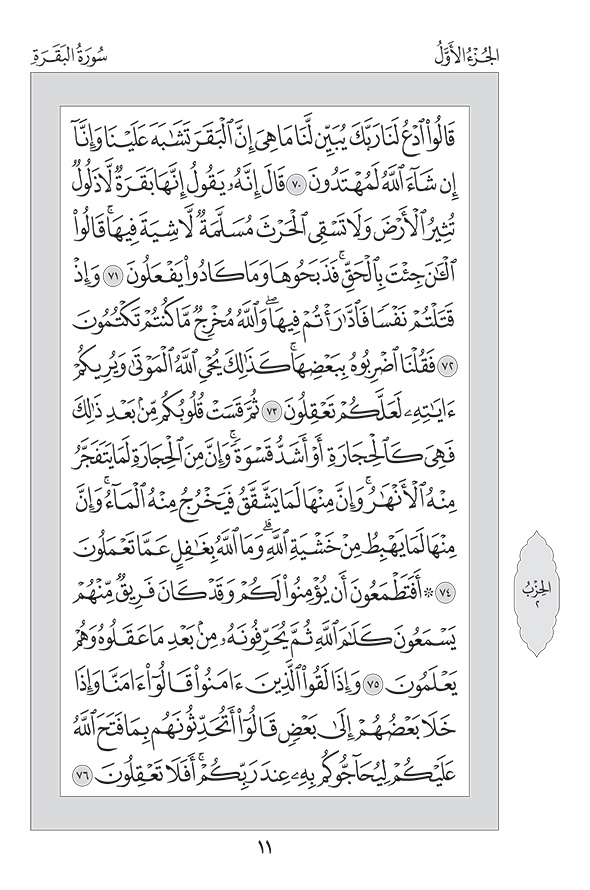 الجُزْءُ الأَوَّلُ
سُورَةُ البَقَرَةِ
قَالُوا۟ ٱدْعُ لَنَا رَبَّكَ يُبَيِّن لَّنَا مَا هِىَ إِنَّ ٱلْبَقَرَ تَشَـٰبَهَ عَلَيْنَا وَإِنَّآ
إِن شَآءَ ٱللَّهُ لَمُهْتَدُونَ ٧٠ قَالَ إِنَّهُۥ يَقُولُ إِنَّهَا بَقَرَةٌ لَّا ذَلُولٌ
تُثِيرُ ٱلْأَرْضَ وَلَا تَسْقِى ٱلْحَرْثَ مُسَلَّمَةٌ لَّا شِيَةَ فِيهَا ۚ قَالُوا۟
ٱلْـَٔـٰنَ جِئْتَ بِٱلْحَقِّ ۚ فَذَبَحُوهَا وَمَا كَادُوا۟ يَفْعَلُونَ ٧١ وَإِذْ
قَتَلْتُمْ نَفْسًا فَٱدَّٰرَْٰٔتُمْ فِيهَا ۖ وَٱللَّهُ مُخْرِجٌ مَّا كُنتُمْ تَكْتُمُونَ
٧٢ فَقُلْنَا ٱضْرِبُوهُ بِبَعْضِهَا ۚ كَذَٰلِكَ يُحْىِ ٱللَّهُ ٱلْمَوْتَىٰ وَيُرِيكُمْ
ءَايَـٰتِهِۦ لَعَلَّكُمْ تَعْقِلُونَ ٧٣ ثُمَّ قَسَتْ قُلُوبُكُم مِّنۢ بَعْدِ ذَٰلِكَ
فَهِىَ كَٱلْحِجَارَةِ أَوْ أَشَدُّ قَسْوَةً ۚ وَإِنَّ مِنَ ٱلْحِجَارَةِ لَمَا يَتَفَجَّرُ
مِنْهُ ٱلْأَنْهَـٰرُ ۚ وَإِنَّ مِنْهَا لَمَا يَشَّقَّقُ فَيَخْرُجُ مِنْهُ ٱلْمَآءُ ۚ وَإِنَّ
مِنْهَا لَمَا يَهْبِطُ مِنْ خَشْيَةِ ٱللَّهِ ۗ وَمَا ٱللَّهُ بِغَـٰفِلٍ عَمَّا تَعْمَلُونَ
٧٤ ۞ أَفَتَطْمَعُونَ أَن يُؤْمِنُوا۟ لَكُمْ وَقَدْ كَانَ فَرِيقٌ مِّنْهُمْ
يَسْمَعُونَ كَلَـٰمَ ٱللَّهِ ثُمَّ يُحَرِّفُونَهُۥ مِنۢ بَعْدِ مَا عَقَلُوهُ وَهُمْ
يَعْلَمُونَ ٧٥ وَإِذَا لَقُوا۟ ٱلَّذِينَ ءَامَنُوا۟ قَالُوٓا۟ ءَامَنَّا وَإِذَا
خَلَا بَعْضُهُمْ إِلَىٰ بَعْضٍ قَالُوٓا۟ أَتُحَدِّثُونَهُم بِمَا فَتَحَ ٱللَّهُ
عَلَيْكُمْ لِيُحَآجُّوكُم بِهِۦ عِندَ رَبِّكُمْ ۚ أَفَلَا تَعْقِلُونَ ٧٦
الحِزْبُ
٢
١١